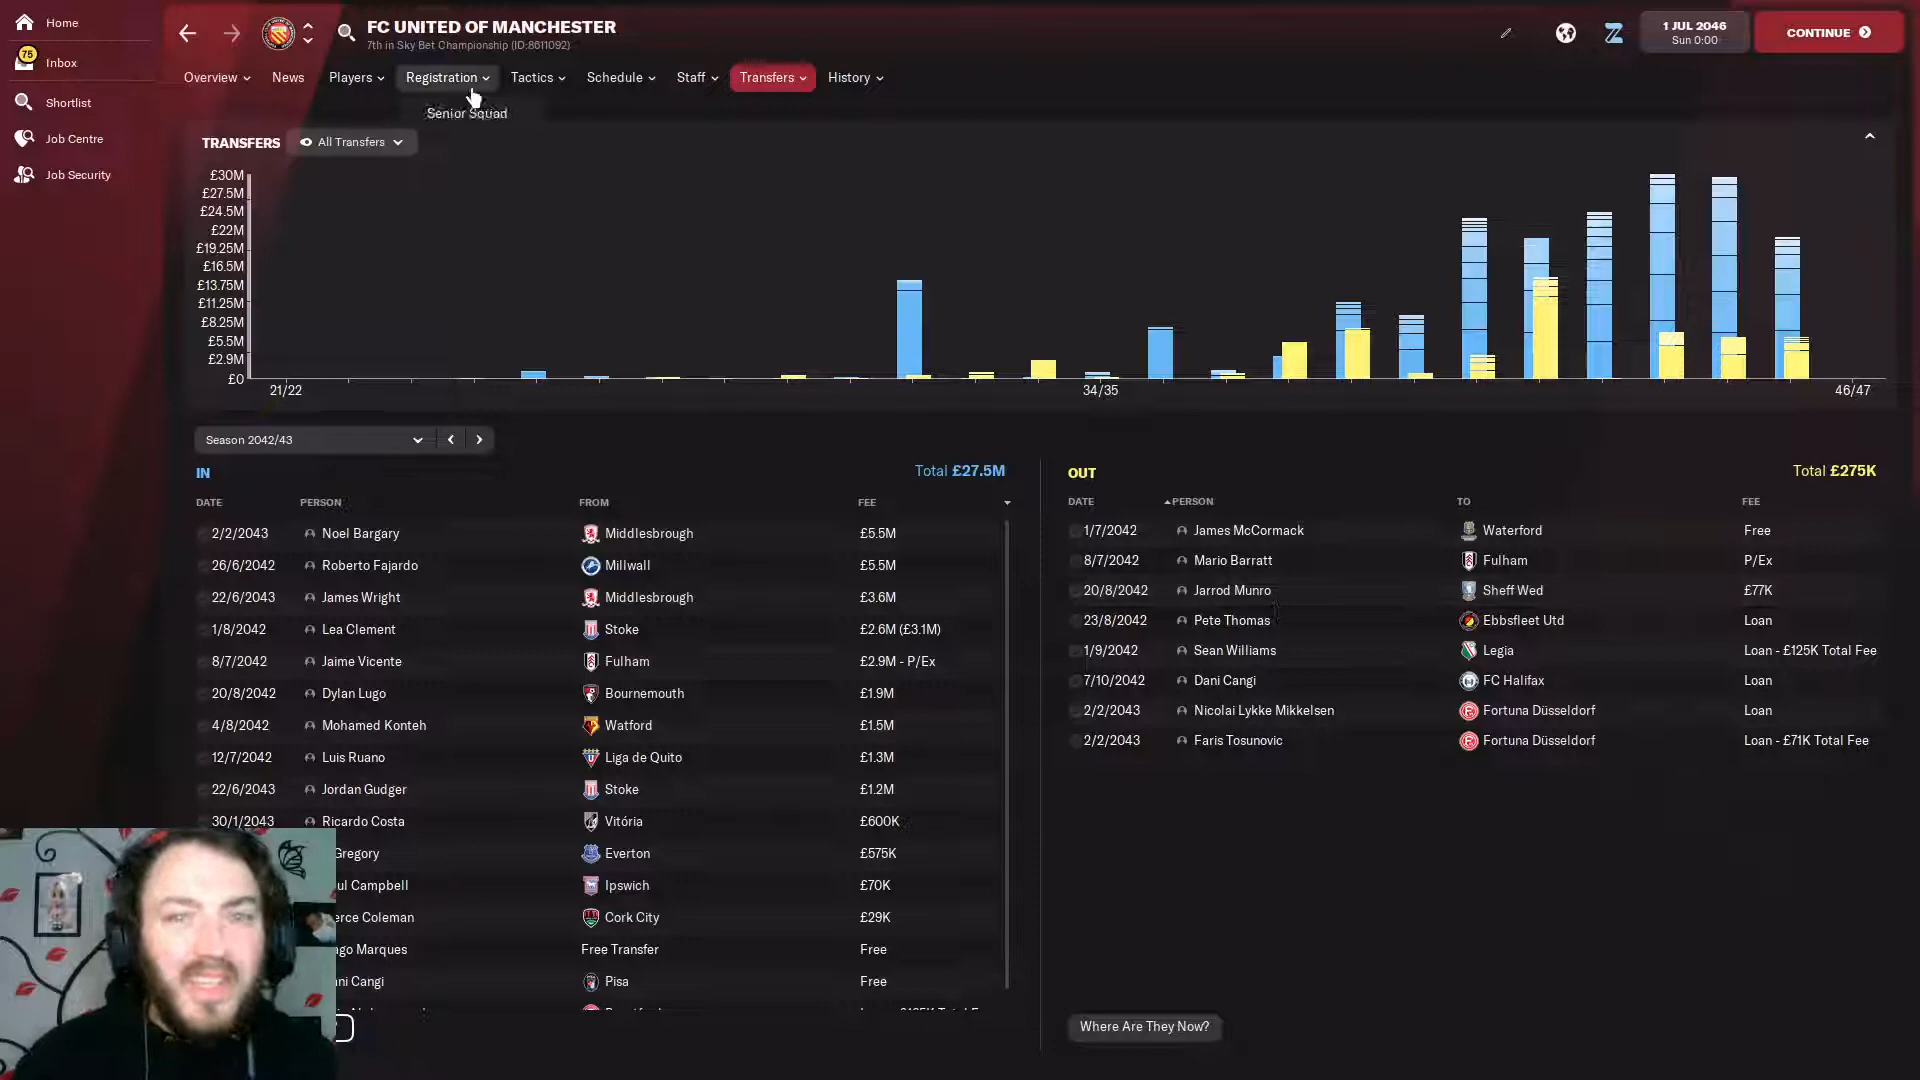 Home
75
Inbox
Shortlist
Job Centre
Job Security
FC UNITED OF MANCHESTER
7th in Sky Bet Championship (ID:8611092)
1 JUL 2046
Sun 0:00
CONTINUE
Overview
News
Players
Registration
Tactics
Schedule
Staff
Transfers
History
Senior Squad
TRANSFERS
All Transfers
£30M
£27.5M
£24.5M
£22M
£19.25M
£16.5M
£13.75M
£11.25M
£8.25M
£5.5M
£2.9M
£0
21/22
34/35
46/47
Season 2042/43
IN
Total £27.5M
DATE PERSON FROM FEE
2/2/2043 Noel Bargary Middlesbrough £5.5M
26/6/2042 Roberto Fajardo Millwall £5.5M
22/6/2043 James Wright Middlesbrough £3.6M
1/8/2042 Lea Clement Stoke £2.6M (£3.1M)
8/7/2042 Jaime Vicente Fulham £2.9M - P/Ex
20/8/2042 Dylan Lugo Bournemouth £1.9M
4/8/2042 Mohamed Konteh Watford £1.5M
12/7/2042 Luis Ruano Liga de Quito £1.3M
22/6/2043 Jordan Gudger Stoke £1.2M
30/1/2043 Ricardo Costa Vitória £600K
Gregory Everton £575K
ul Campbell Ipswich £70K
erce Coleman Cork City £29K
ago Marques Free Transfer Free
ani Cangi Pisa Free
OUT
Total £275K
DATE PERSON TO FEE
1/7/2042 James McCormack Waterford Free
8/7/2042 Mario Barratt Fulham P/Ex
20/8/2042 Jarrod Munro Sheff Wed £77K
23/8/2042 Pete Thomas Ebbsfleet Utd Loan
1/9/2042 Sean Williams Legia Loan - £125K Total Fee
7/10/2042 Dani Cangi FC Halifax Loan
2/2/2043 Nicolai Lykke Mikkelsen Fortuna Düsseldorf Loan
2/2/2043 Faris Tosunovic Fortuna Düsseldorf Loan - £71K Total Fee
Where Are They Now?